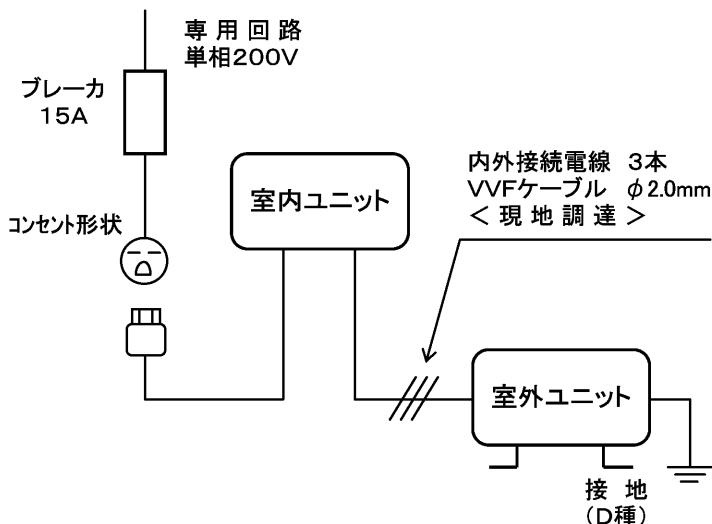 専用回路
単相200V
ブレーカ
15A
コンセント形状
室内ユニット
内外接続電線 3本
VVFケーブル φ2.0mm
＜現地調達＞
室外ユニット
接地
(D種)